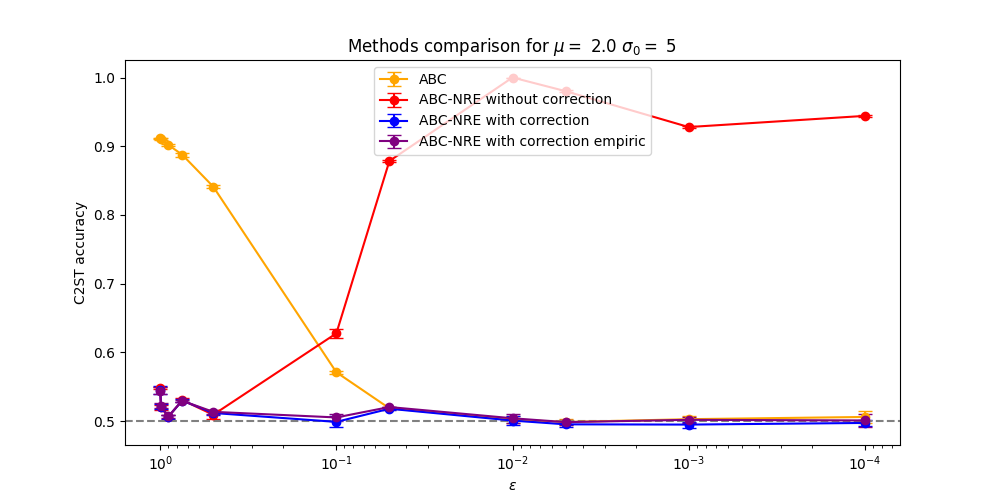 Methods comparison for μ = 2.0 σ₀ = 5
ABC
ABC-NRE without correction
ABC-NRE with correction
ABC-NRE with correction empiric
C2ST accuracy
1.0
0.9
0.8
0.7
0.6
0.5
10⁰
10⁻¹
10⁻²
10⁻³
10⁻⁴
ε